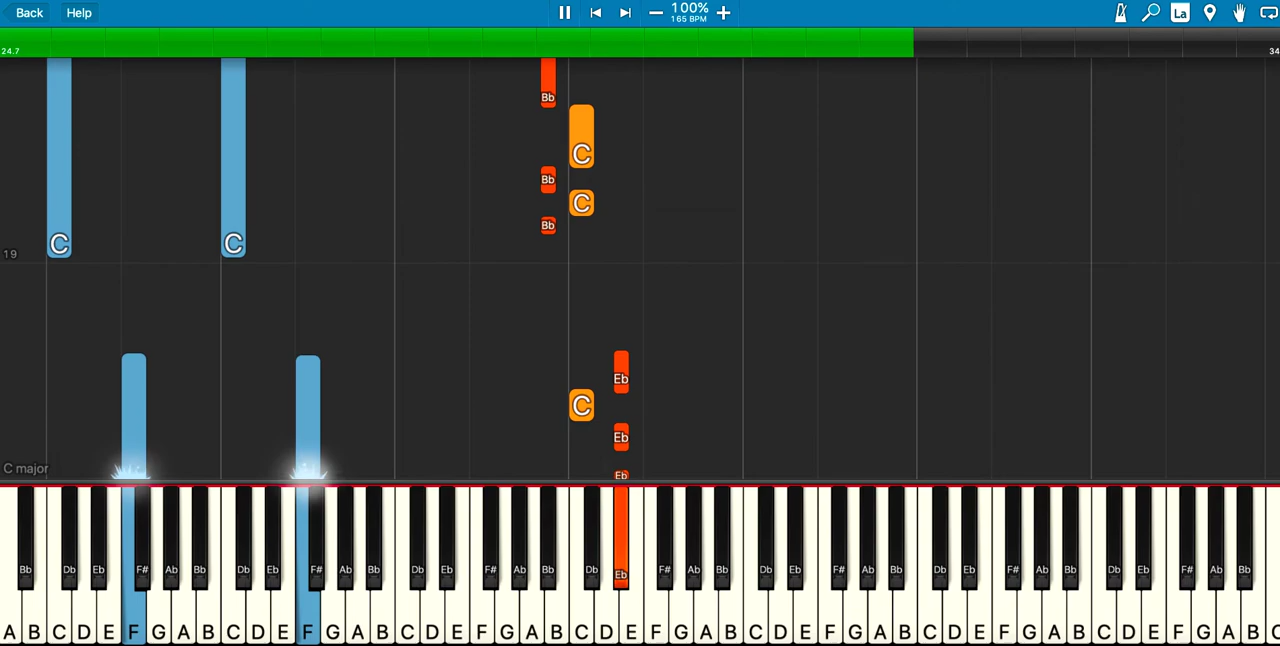 Back Help 100% La
165 BPM
24.7 34
Bb
C
Bb
C
Bb
C C
19
Eb
C
Eb
C major
Eb
Bb Db Eb F# Ab Bb Db Eb F# Ab Bb Db Eb F# Ab Bb Db Eb F# Ab Bb Db Eb F# Ab Bb Db Eb F# Ab Bb Db Eb F# Ab Bb
A B C D E F G A B C D E F G A B C D E F G A B C D E F G A B C D E F G A B C D E F G A B C D E F G A B C